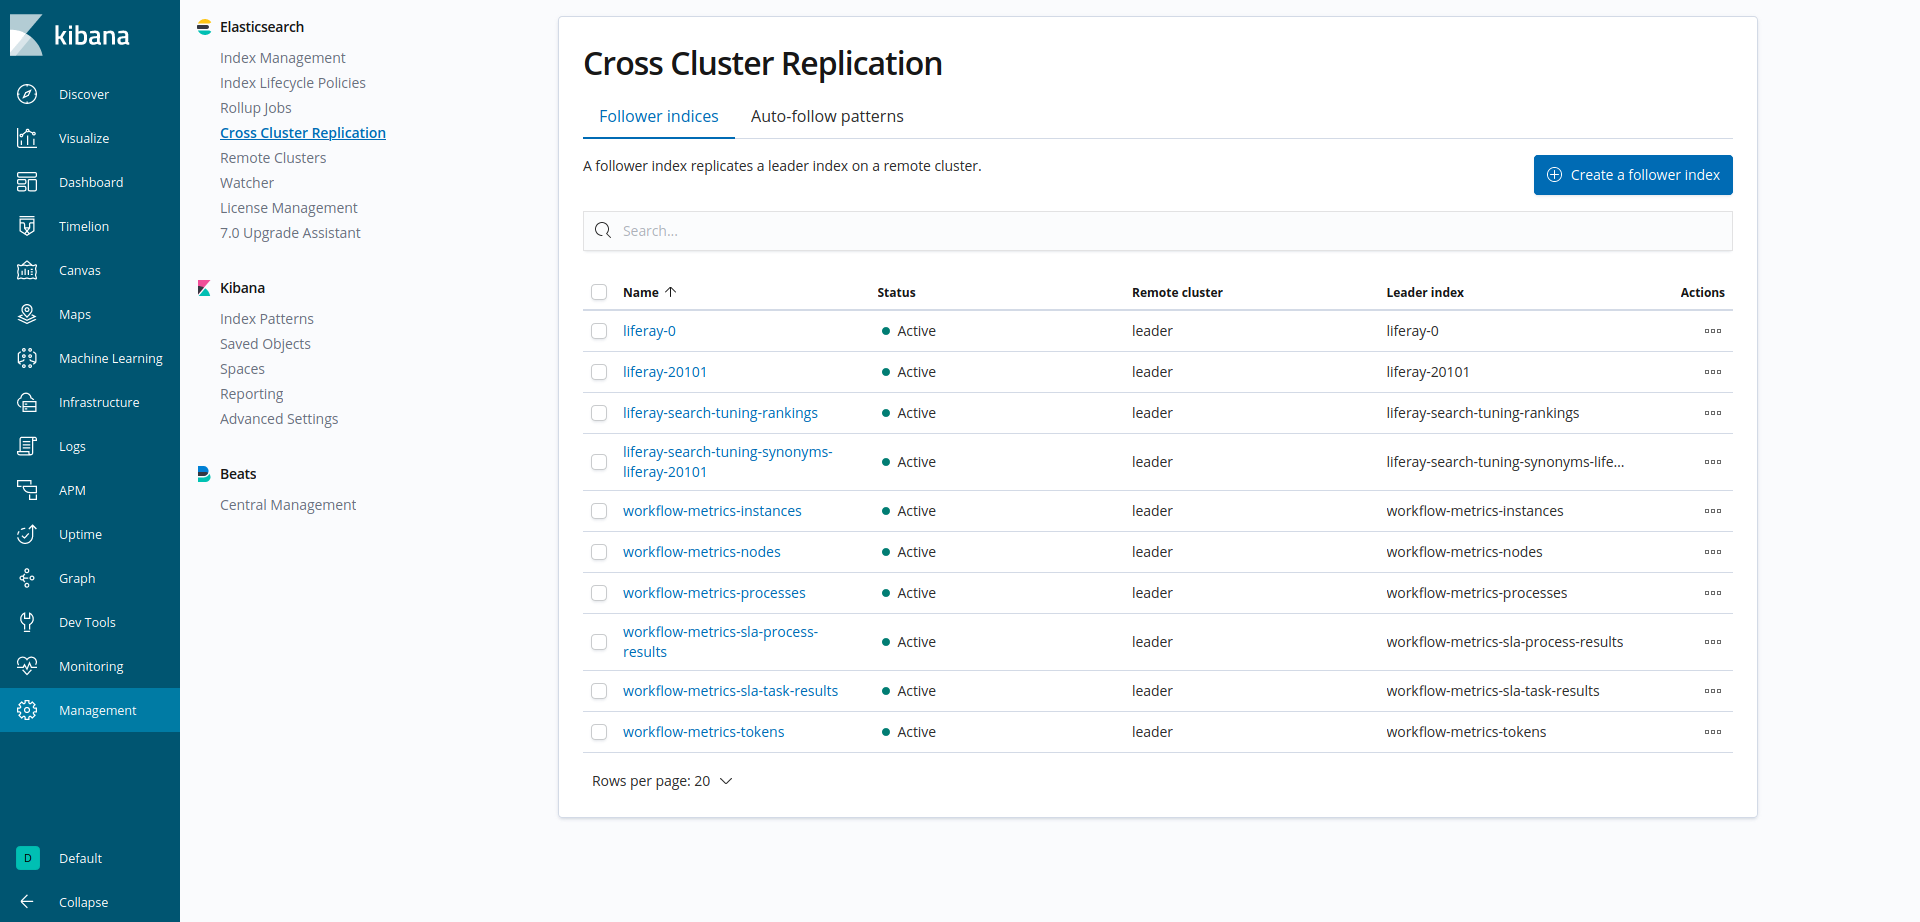 kibana
Discover
Visualize
Dashboard
Timelion
Canvas
Maps
Machine Learning
Infrastructure
Logs
APM
Uptime
Graph
Dev Tools
Monitoring
Management
D Default
Collapse
Elasticsearch
Index Management
Index Lifecycle Policies
Rollup Jobs
Cross Cluster Replication
Remote Clusters
Watcher
License Management
7.0 Upgrade Assistant
Kibana
Index Patterns
Saved Objects
Spaces
Reporting
Advanced Settings
Beats
Central Management
Cross Cluster Replication
Follower indices Auto-follow patterns
A follower index replicates a leader index on a remote cluster.
Create a follower index
Search...
Name Status Remote cluster Leader index Actions
liferay-0 Active leader liferay-0
liferay-20101 Active leader liferay-20101
liferay-search-tuning-rankings Active leader liferay-search-tuning-rankings
liferay-search-tuning-synonyms-
liferay-20101 Active leader liferay-search-tuning-synonyms-life...
workflow-metrics-instances Active leader workflow-metrics-instances
workflow-metrics-nodes Active leader workflow-metrics-nodes
workflow-metrics-processes Active leader workflow-metrics-processes
workflow-metrics-sla-process-
results Active leader workflow-metrics-sla-process-results
workflow-metrics-sla-task-results Active leader workflow-metrics-sla-task-results
workflow-metrics-tokens Active leader workflow-metrics-tokens
Rows per page: 20